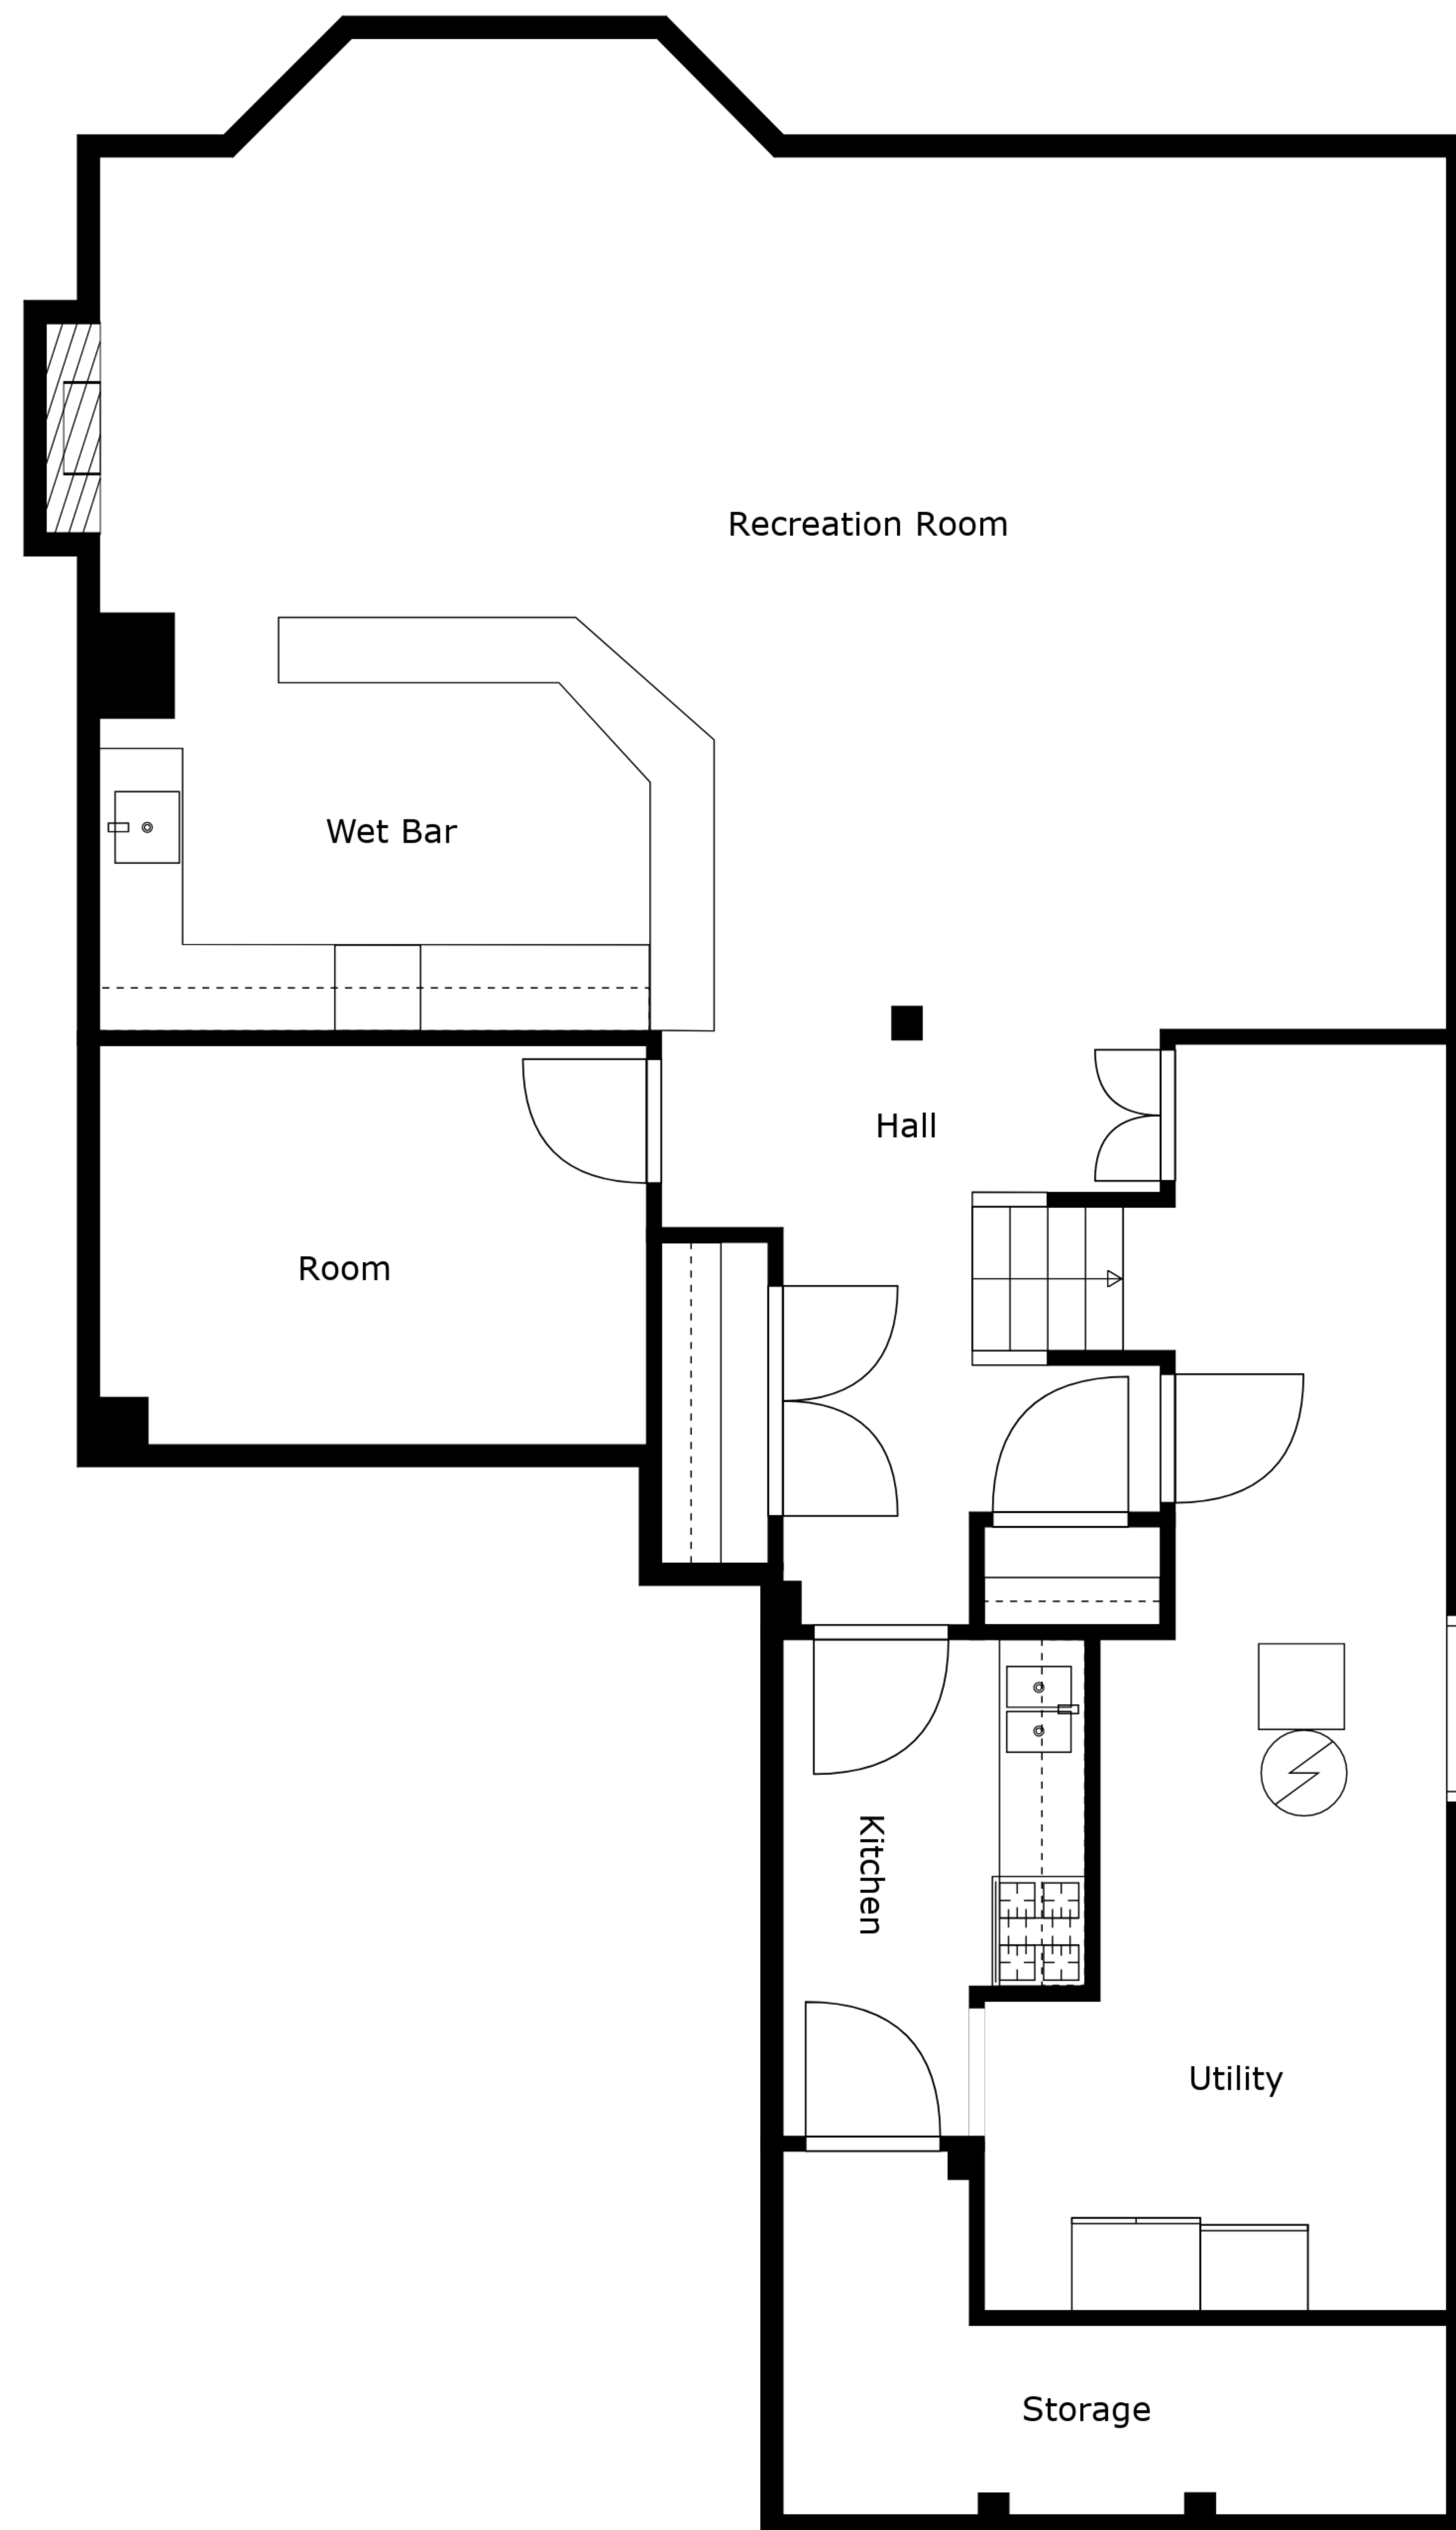 Recreation Room
Wet Bar
Hall
Room
Kitchen
Utility
Storage